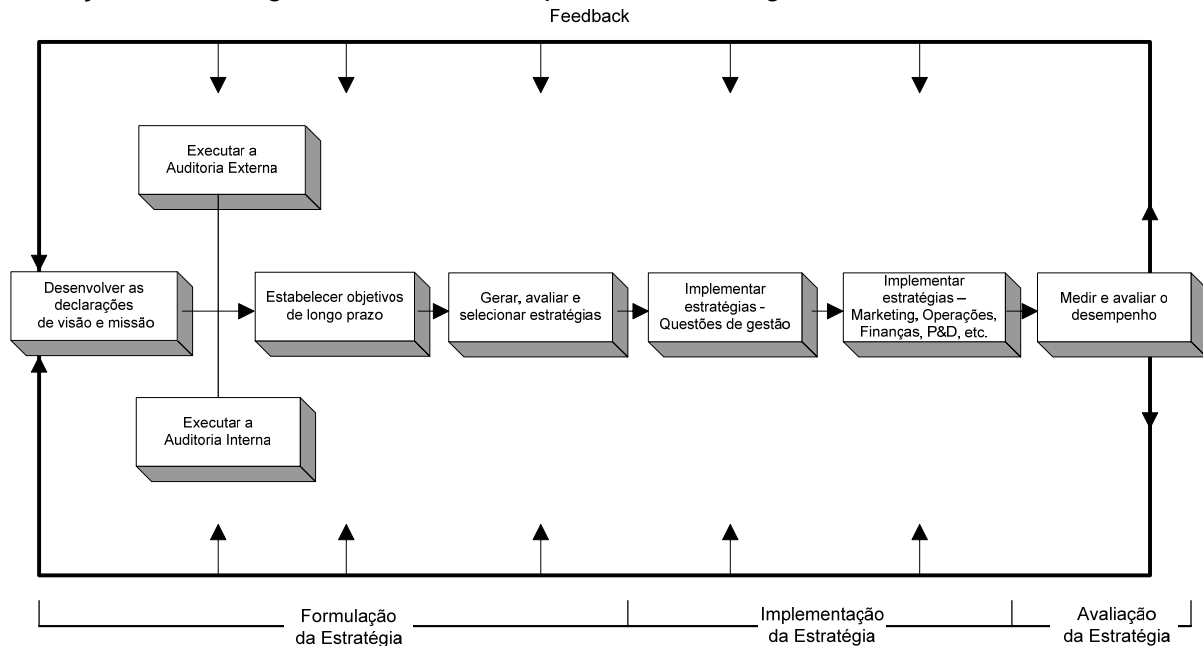 Feedback
Executar a
Auditoria Externa
Desenvolver as
declarações
de visão e missão
Estabelecer objetivos
de longo prazo
Gerar, avaliar e
selecionar estratégias
Implementar
estratégias -
Questões de gestão
Implementar
estratégias –
Marketing, Operações,
Finanças, P&D, etc.
Medir e avaliar o
desempenho
Executar a
Auditoria Interna
Formulação
da Estratégia
Implementação
da Estratégia
Avaliação
da Estratégia